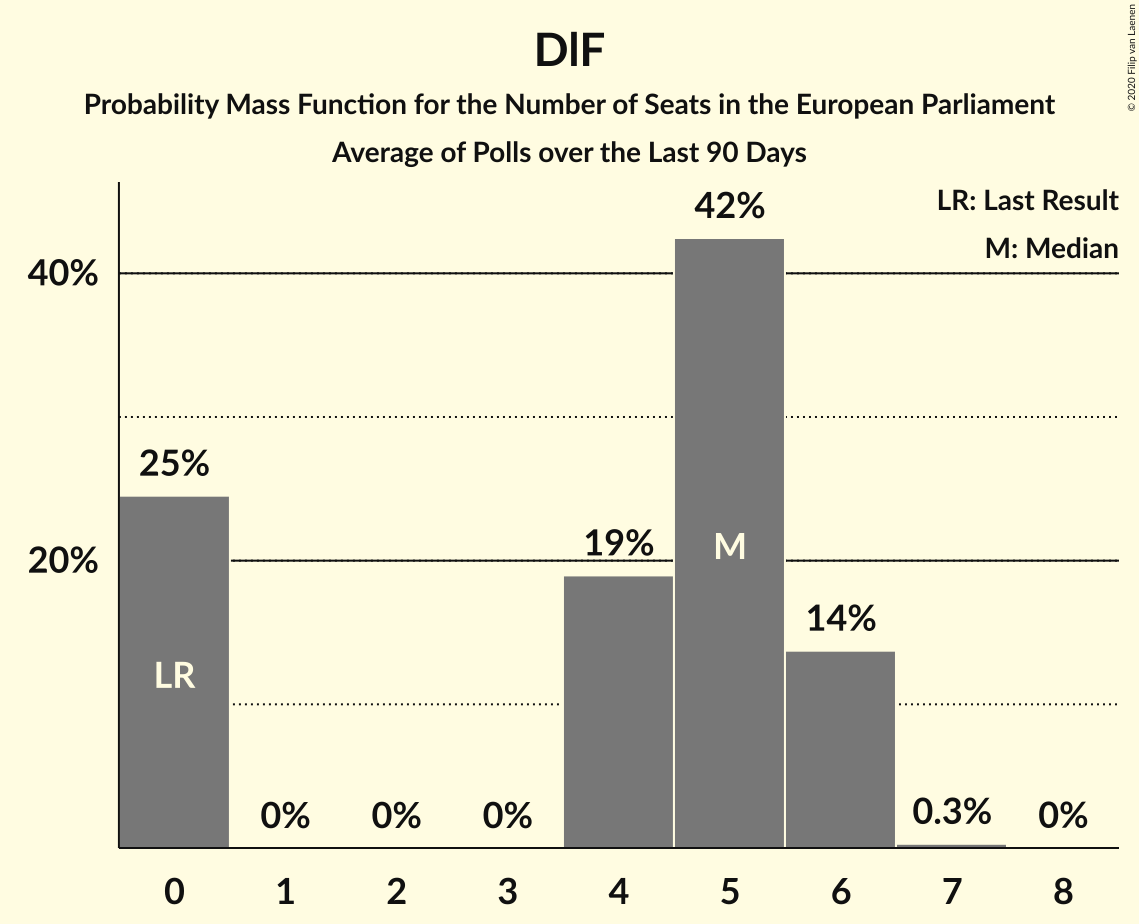 DIF
Probability Mass Function for the Number of Seats in the European Parliament
Average of Polls over the Last 90 Days
© 2020 Filip van Laenen
LR: Last Result
M: Median
40%
20%
25%
0%
0%
0%
19%
42%
14%
0.3%
0%
LR
M
0 1 2 3 4 5 6 7 8